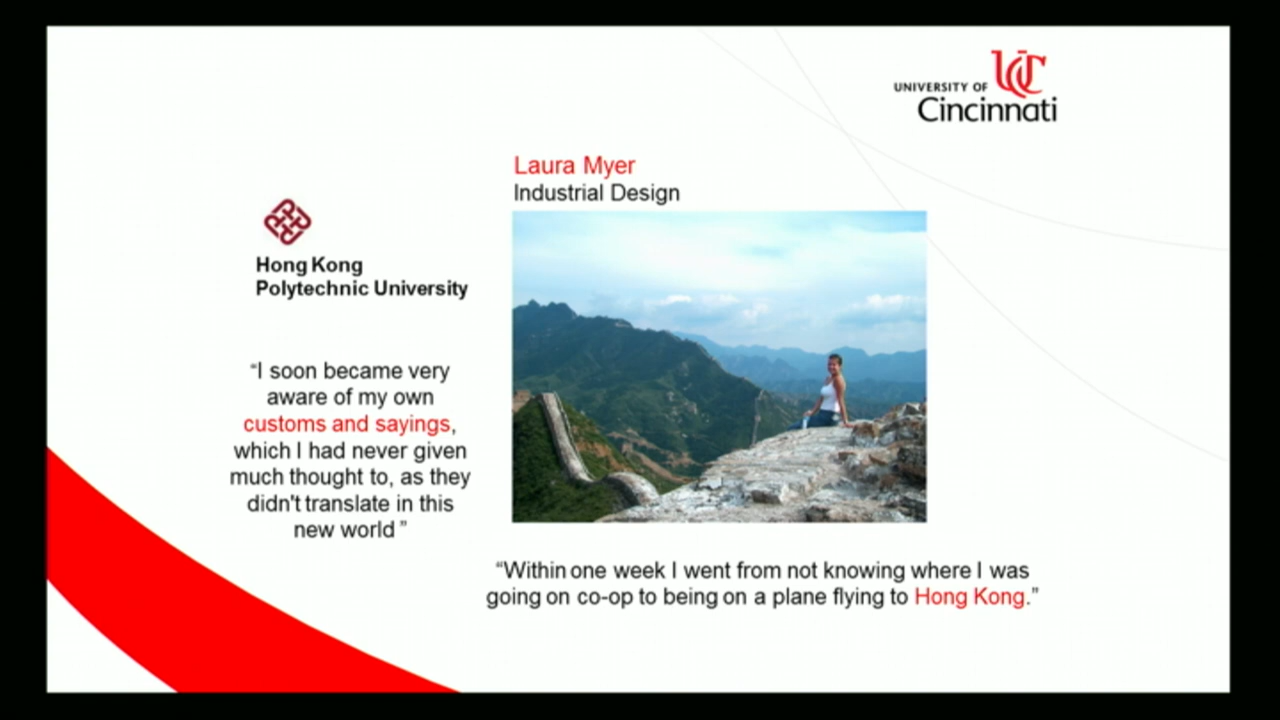 UNIVERSITY OF UC
Cincinnati
Laura Myer
Industrial Design
Hong Kong
Polytechnic University
“I soon became very
aware of my own
customs and sayings,
which I had never given
much thought to, as they
didn't translate in this
new world ”
“Within one week I went from not knowing where I was
going on co-op to being on a plane flying to Hong Kong.”